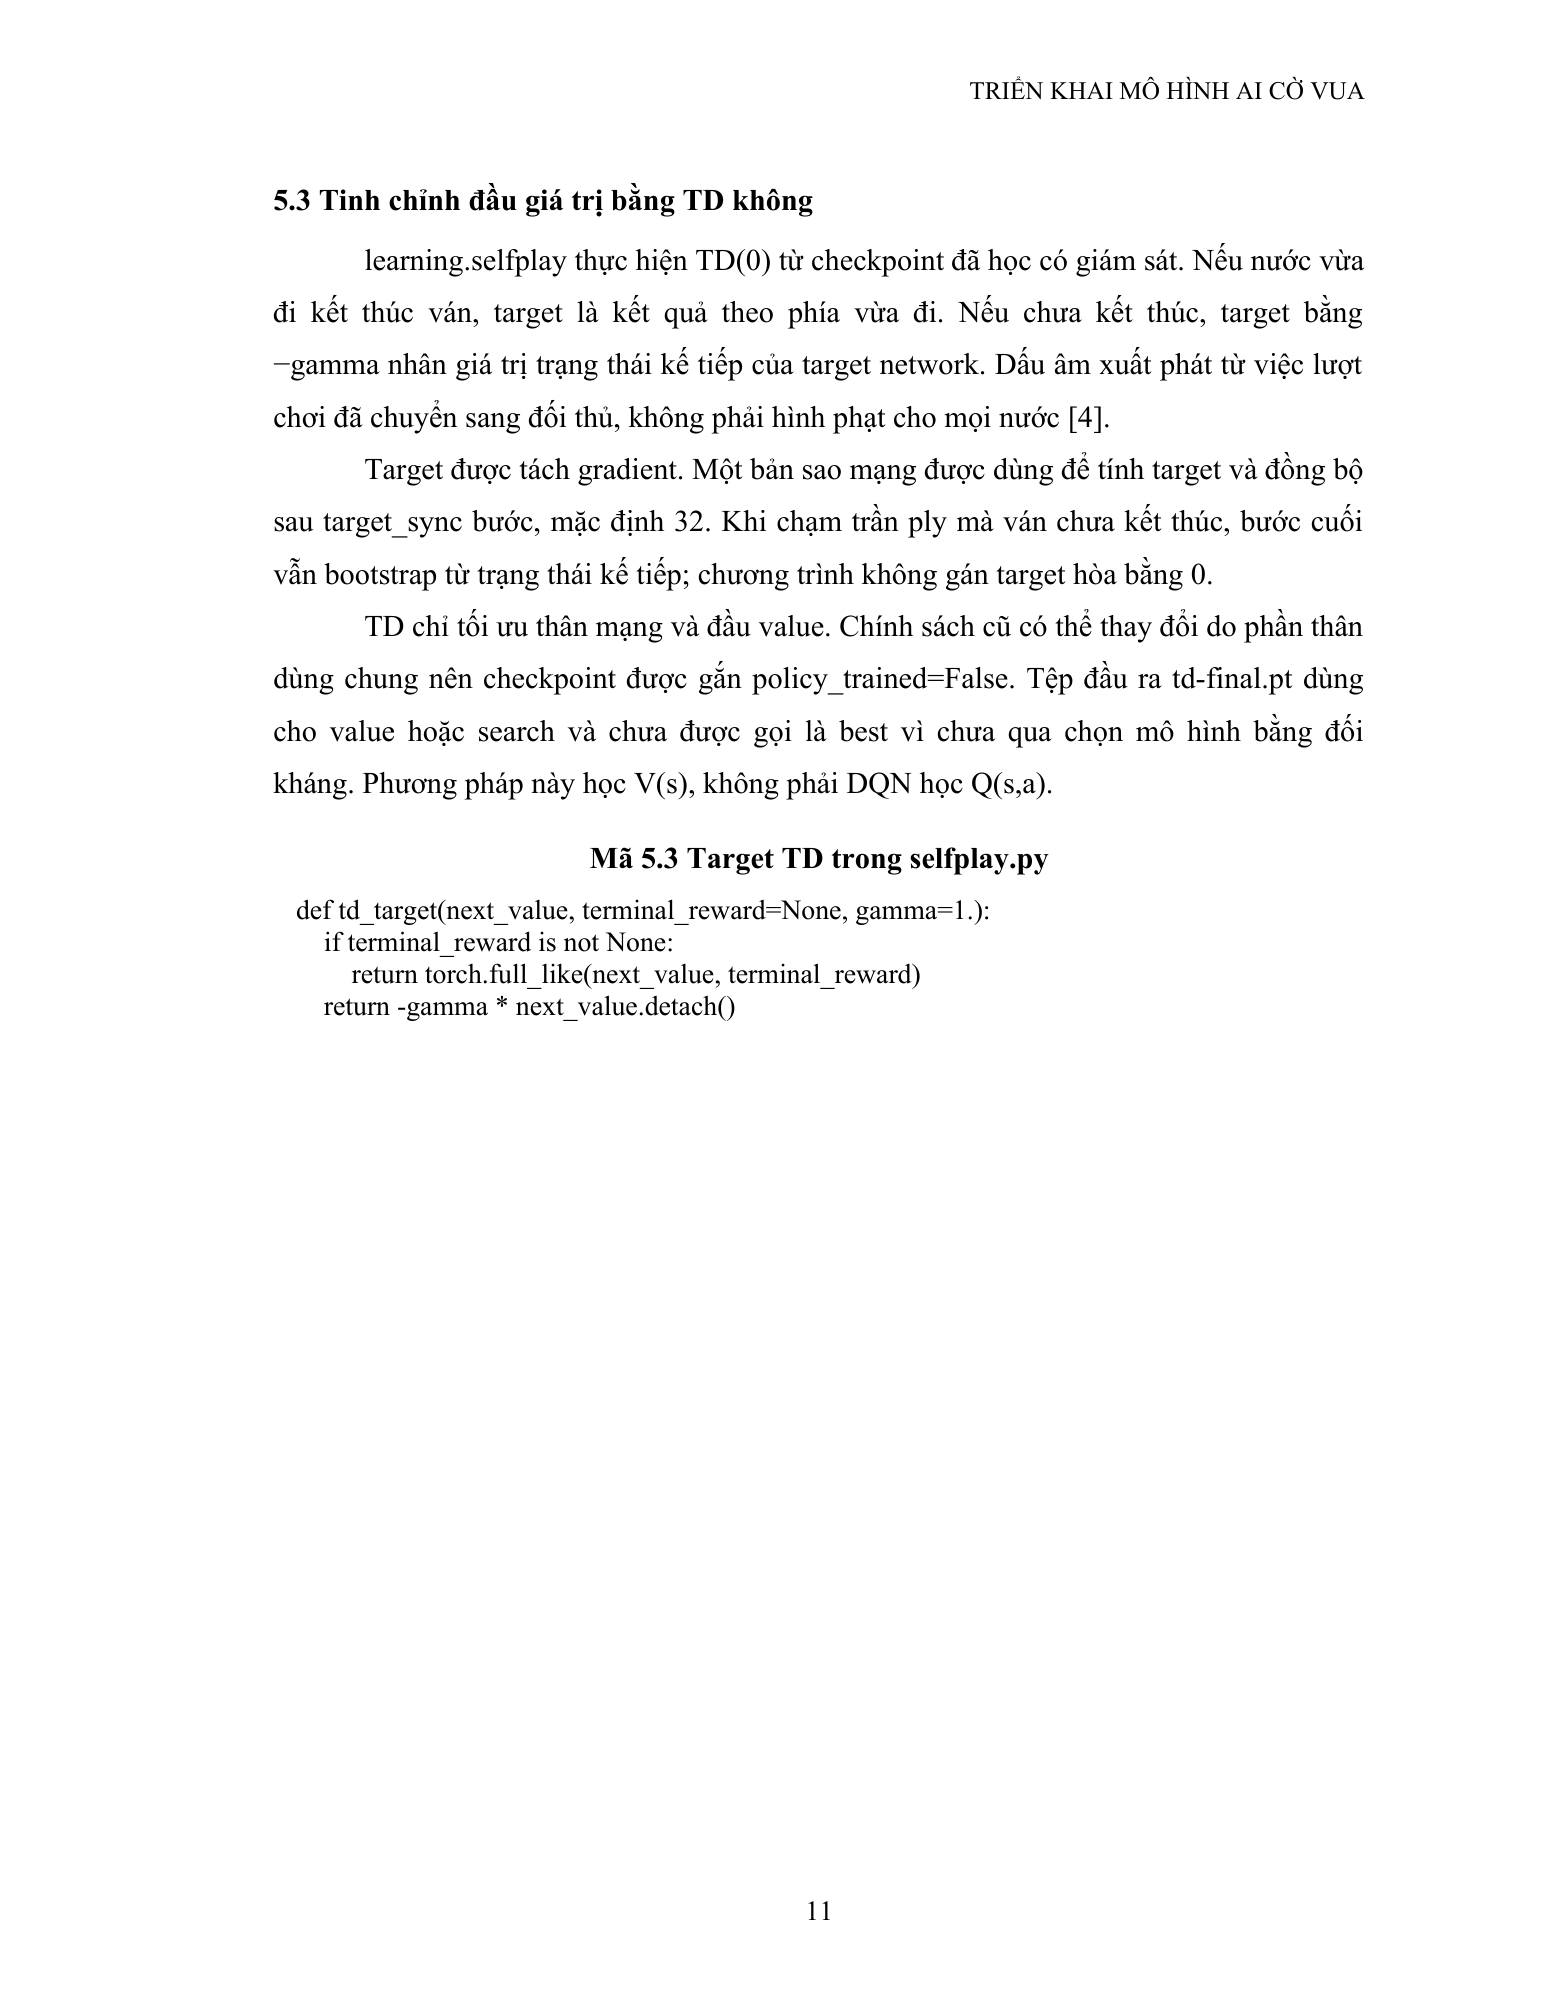 TRIỂN KHAI MÔ HÌNH AI CỜ VUA
5.3 Tinh chỉnh đầu giá trị bằng TD không
learning.selfplay thực hiện TD(0) từ checkpoint đã học có giám sát. Nếu nước vừa
đi kết thúc ván, target là kết quả theo phía vừa đi. Nếu chưa kết thúc, target bằng
−gamma nhân giá trị trạng thái kế tiếp của target network. Dấu âm xuất phát từ việc lượt
chơi đã chuyển sang đối thủ, không phải hình phạt cho mọi nước [4].
Target được tách gradient. Một bản sao mạng được dùng để tính target và đồng bộ
sau target_sync bước, mặc định 32. Khi chạm trần ply mà ván chưa kết thúc, bước cuối
vẫn bootstrap từ trạng thái kế tiếp; chương trình không gán target hòa bằng 0.
TD chỉ tối ưu thân mạng và đầu value. Chính sách cũ có thể thay đổi do phần thân
dùng chung nên checkpoint được gắn policy_trained=False. Tệp đầu ra td-final.pt dùng
cho value hoặc search và chưa được gọi là best vì chưa qua chọn mô hình bằng đối
kháng. Phương pháp này học V(s), không phải DQN học Q(s,a).
Mã 5.3 Target TD trong selfplay.py
def td_target(next_value, terminal_reward=None, gamma=1.):
if terminal_reward is not None:
return torch.full_like(next_value, terminal_reward)
return -gamma * next_value.detach()
11